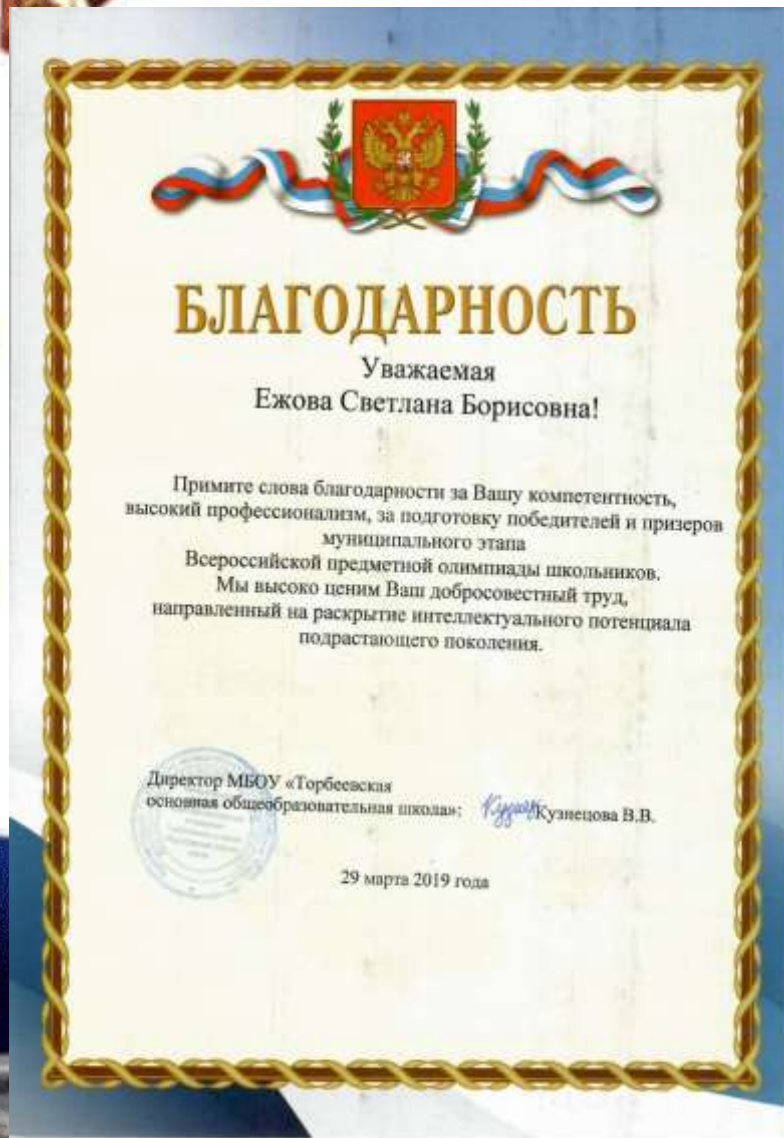 БЛАГОДАРНОСТЬ
Уважаемая
Ежова Светлана Борисовна!
Примите слова благодарности за Вашу компетентность,
высокий профессионализм, за подготовку победителей и призеров
муниципального этапа
Всероссийской предметной олимпиады школьников.
Мы высоко ценим Ваш добросовестный труд,
направленный на раскрытие интеллектуального потенциала
подрастающего поколения.
Директор МБОУ «Торбеевская
основная общеобразовательная школа»: Кузнецова В.В.
29 марта 2019 года